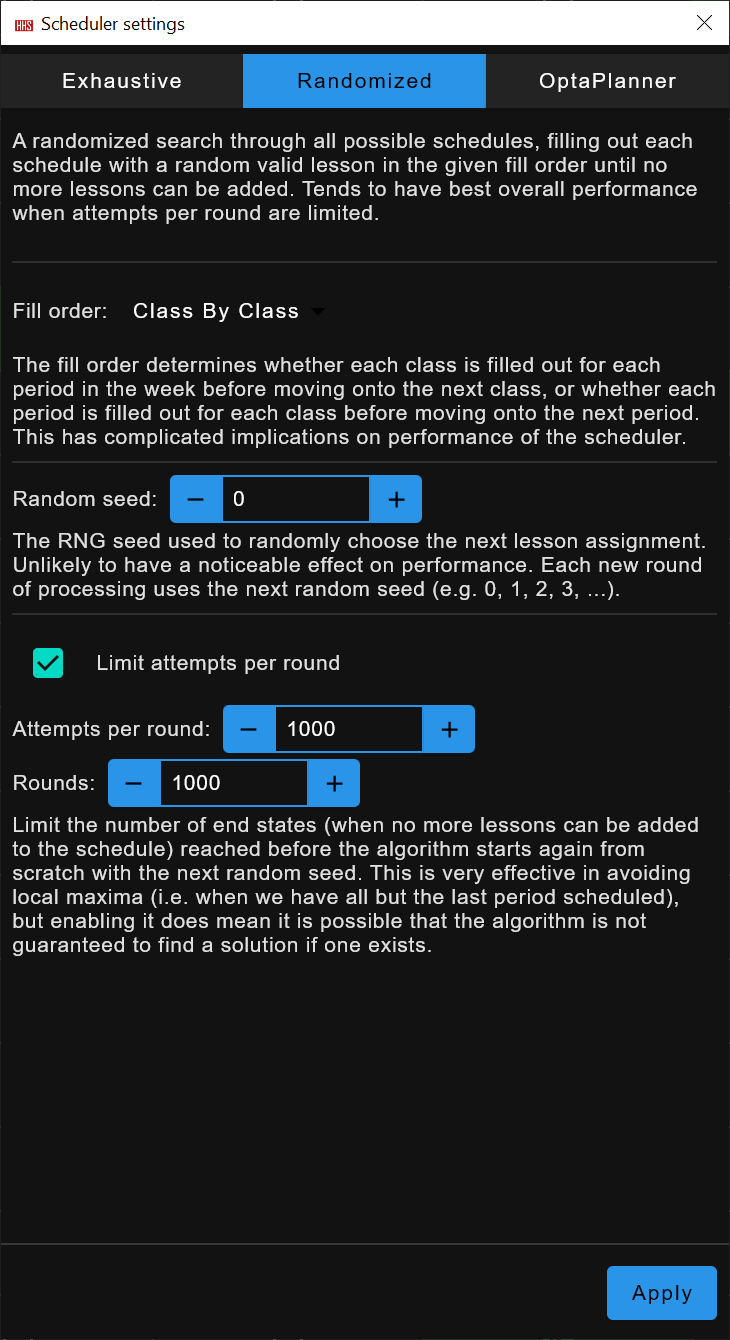 HHS Scheduler settings
Exhaustive Randomized OptaPlanner
A randomized search through all possible schedules, filling out each
schedule with a random valid lesson in the given fill order until no
more lessons can be added. Tends to have best overall performance
when attempts per round are limited.
Fill order: Class By Class
The fill order determines whether each class is filled out for each
period in the week before moving onto the next class, or whether each
period is filled out for each class before moving onto the next period.
This has complicated implications on performance of the scheduler.
Random seed: − 0 +
The RNG seed used to randomly choose the next lesson assignment.
Unlikely to have a noticeable effect on performance. Each new round
of processing uses the next random seed (e.g. 0, 1, 2, 3, ...).
Limit attempts per round
Attempts per round: − 1000 +
Rounds: − 1000 +
Limit the number of end states (when no more lessons can be added
to the schedule) reached before the algorithm starts again from
scratch with the next random seed. This is very effective in avoiding
local maxima (i.e. when we have all but the last period scheduled),
but enabling it does mean it is possible that the algorithm is not
guaranteed to find a solution if one exists.
Apply